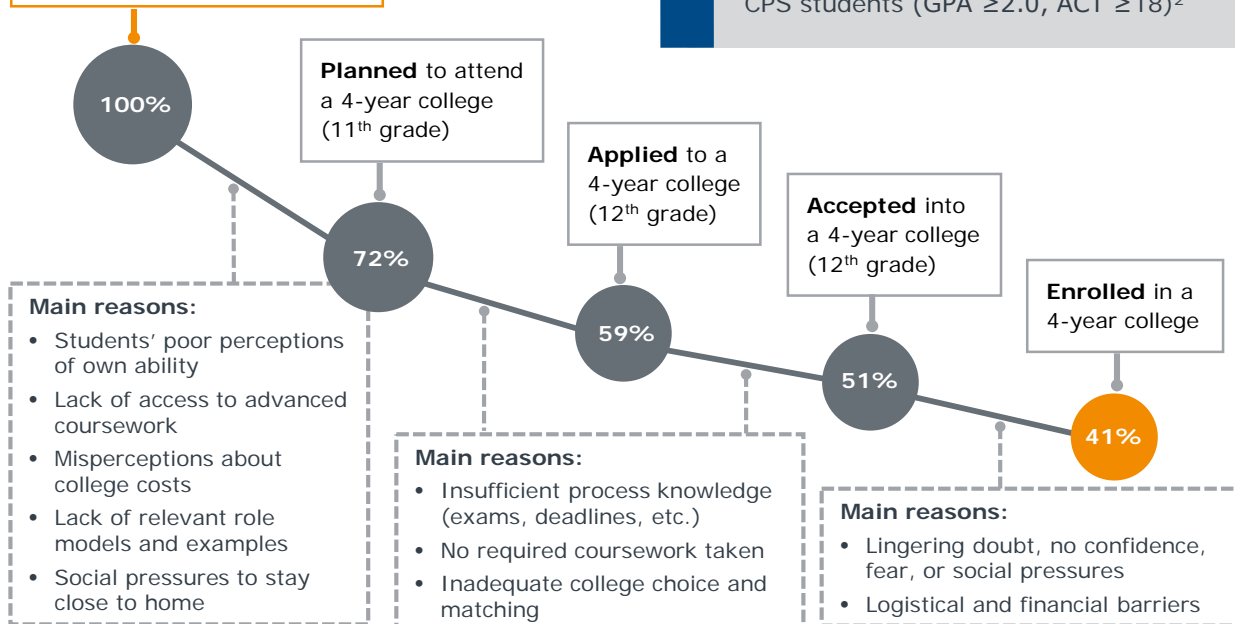 CPS students (GPA ≥2.0, ACT ≥18)²
100%
Planned to attend
a 4-year college
(11th grade)
72%
Applied to a
4-year college
(12th grade)
59%
Accepted into
a 4-year college
(12th grade)
51%
Enrolled in a
4-year college
41%
Main reasons:
• Students’ poor perceptions
of own ability
• Lack of access to advanced
coursework
• Misperceptions about
college costs
• Lack of relevant role
models and examples
• Social pressures to stay
close to home
Main reasons:
• Insufficient process knowledge
(exams, deadlines, etc.)
• No required coursework taken
• Inadequate college choice and
matching
Main reasons:
• Lingering doubt, no confidence,
fear, or social pressures
• Logistical and financial barriers